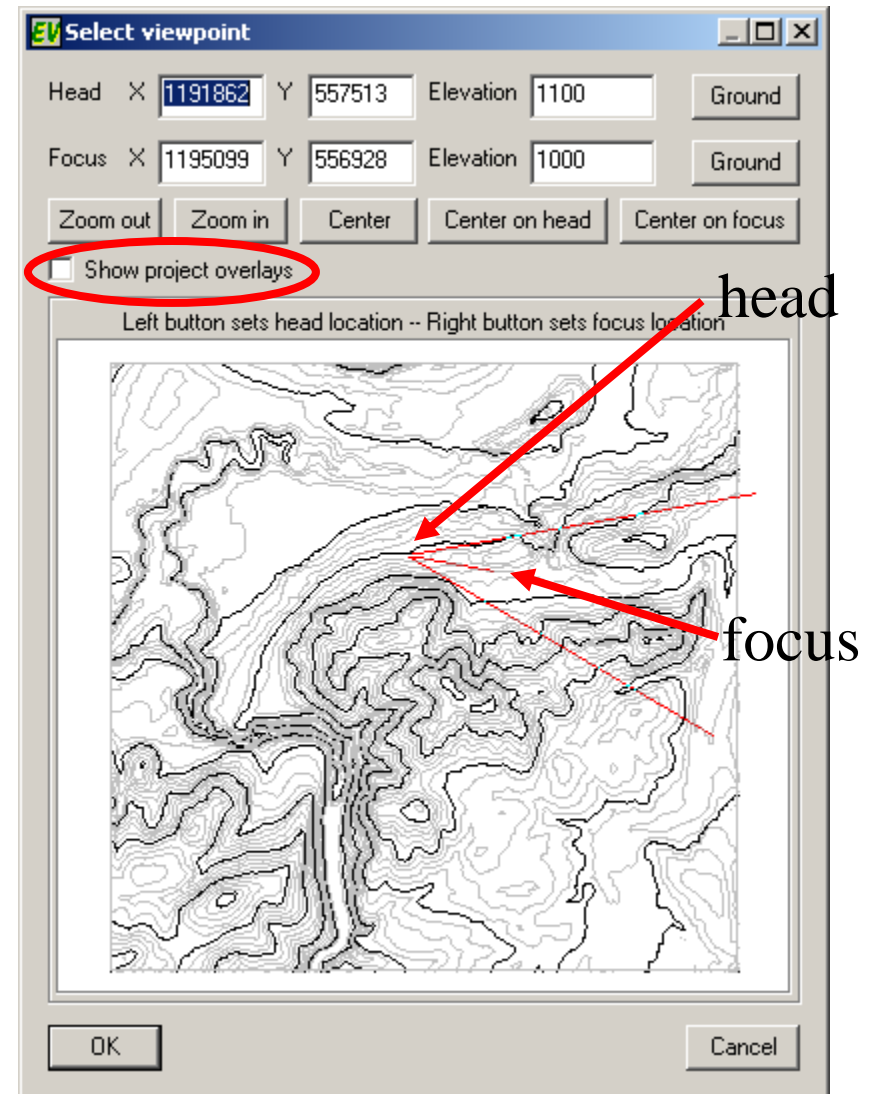 EV Select viewpoint
Head X 1191862 Y 557513 Elevation 1100 Ground
Focus X 1195099 Y 556928 Elevation 1000 Ground
Zoom out Zoom in Center Center on head Center on focus
Show project overlays
head
Left button sets head location -- Right button sets focus location
focus
OK Cancel